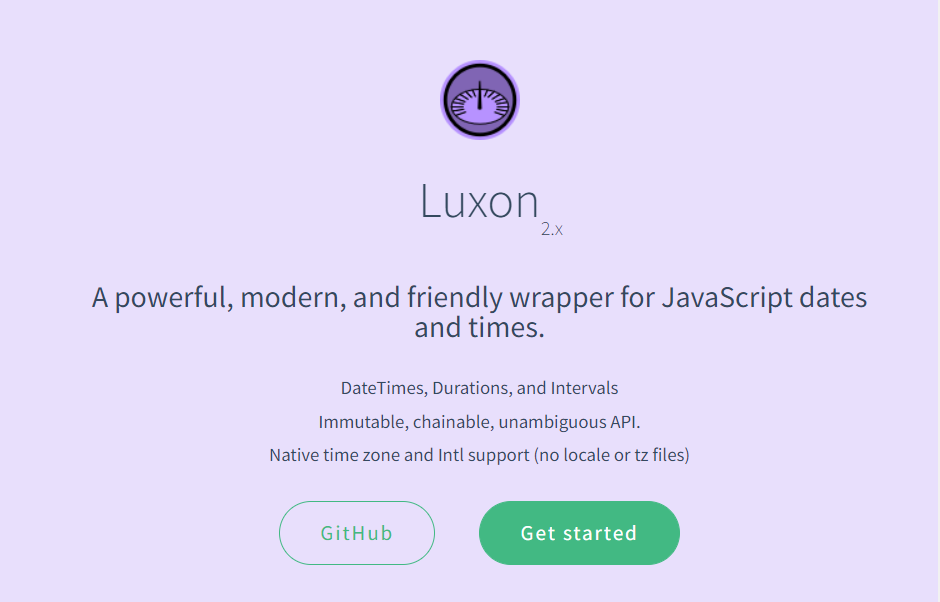 Luxon
2.x
A powerful, modern, and friendly wrapper for JavaScript dates
and times.
DateTimes, Durations, and Intervals
Immutable, chainable, unambiguous API.
Native time zone and Intl support (no locale or tz files)
GitHub
Get started